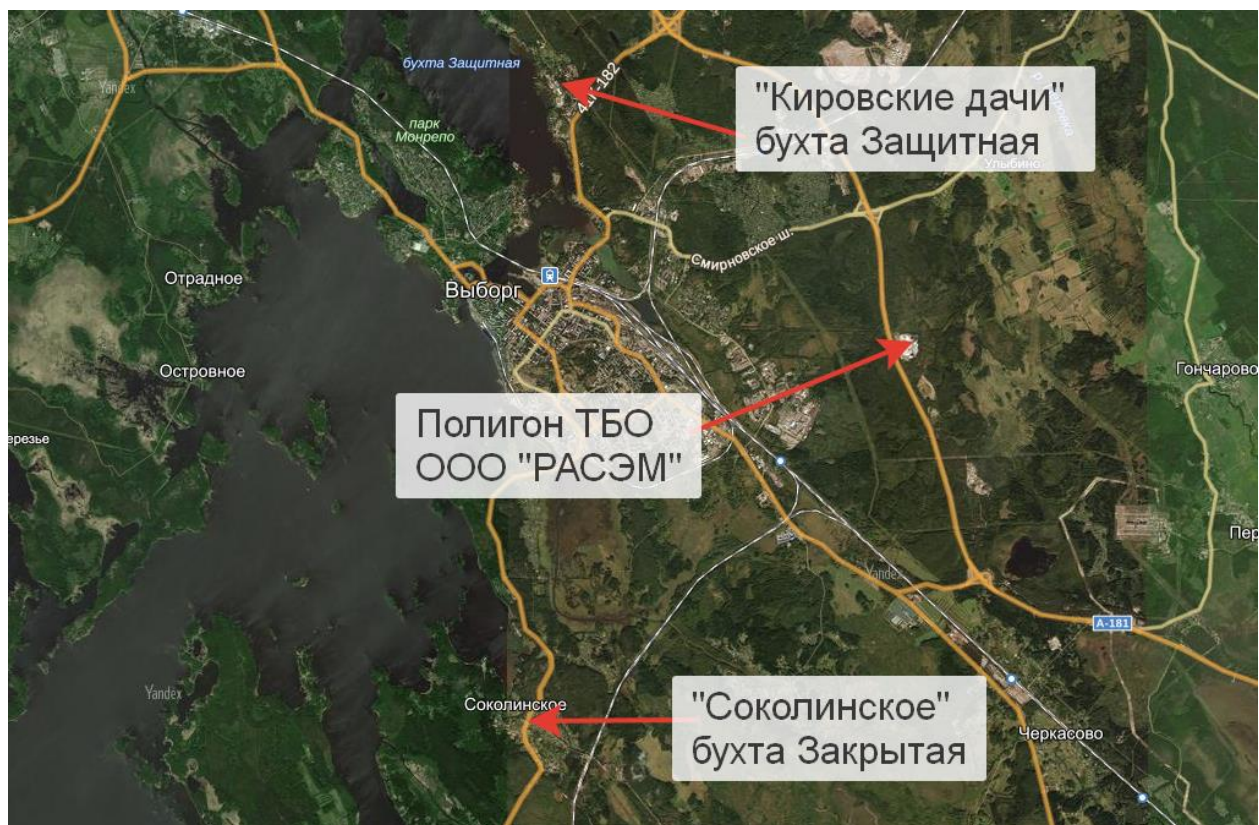 бухта Защитная
Yandex
парк
Монрепо
"Кировские дачи"
бухта Защитная
Улыбино
Смирновское ш.
Отрадное
Выборг
Островное
Гончарово
Полигон ТБО
ООО "РАСЭМ"
Yandex
А-181
Yandex
Соколинское
"Соколинское"
бухта Закрытая
Черкасово